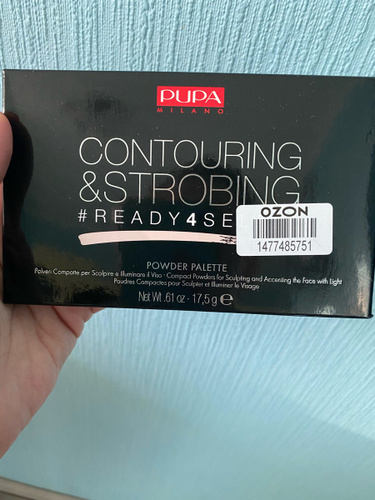 PUPA
MILANO
CONTOURING
&STROBING
#READY4SE
OZON
1477485751
POWDER PALETTE
Polveri Compatte per Scolpire e Illuminare il Viso · Compact Powders for Sculpting and Accenting the Face with Light
Poudres Compactes pour Sculpter et Illuminer le Visage
Net Wt .61 oz · 17,5 g e